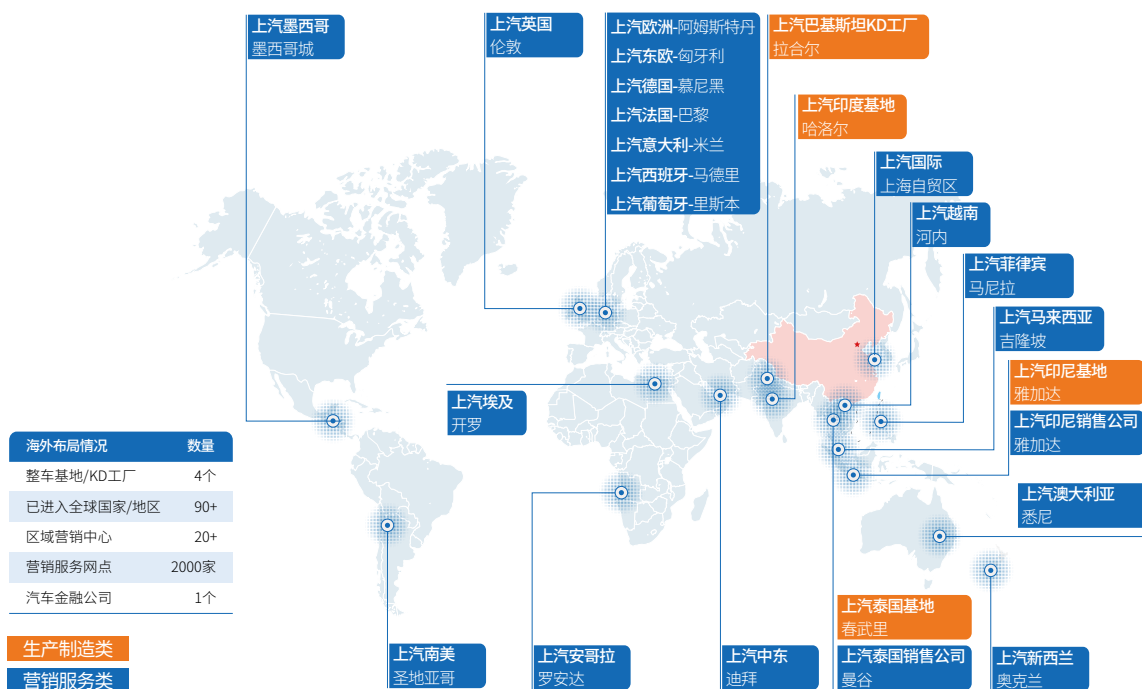 上汽墨西哥
墨西哥城
上汽英国
伦敦
上汽欧洲-阿姆斯特丹
上汽东欧-匈牙利
上汽德国-慕尼黑
上汽法国-巴黎
上汽意大利-米兰
上汽西班牙-马德里
上汽葡萄牙-里斯本
上汽巴基斯坦KD工厂
拉合尔
上汽印度基地
哈洛尔
上汽国际
上海自贸区
上汽越南
河内
上汽菲律宾
马尼拉
上汽马来西亚
吉隆坡
上汽印尼基地
雅加达
上汽印尼销售公司
雅加达
上汽澳大利亚
悉尼
上汽埃及
开罗
海外布局情况 数量
整车基地/KD工厂 4个
已进入全球国家/地区 90+
区域营销中心 20+
营销服务网点 2000家
汽车金融公司 1个
生产制造类
营销服务类
上汽南美
圣地亚哥
上汽安哥拉
罗安达
上汽中东
迪拜
上汽泰国基地
春武里
上汽泰国销售公司
曼谷
上汽新西兰
奥克兰